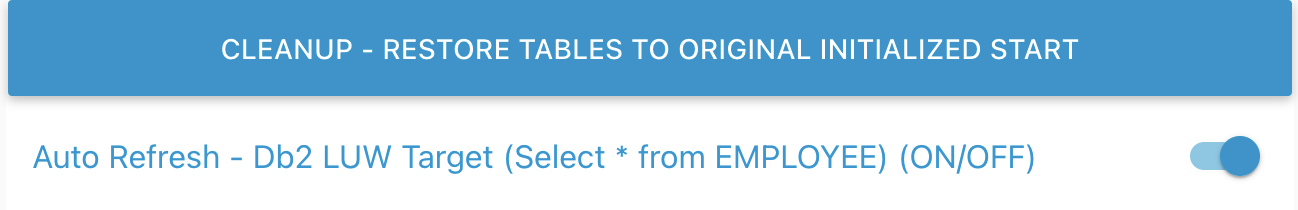 CLEANUP - RESTORE TABLES TO ORIGINAL INITIALIZED START
Auto Refresh - Db2 LUW Target (Select * from EMPLOYEE) (ON/OFF)